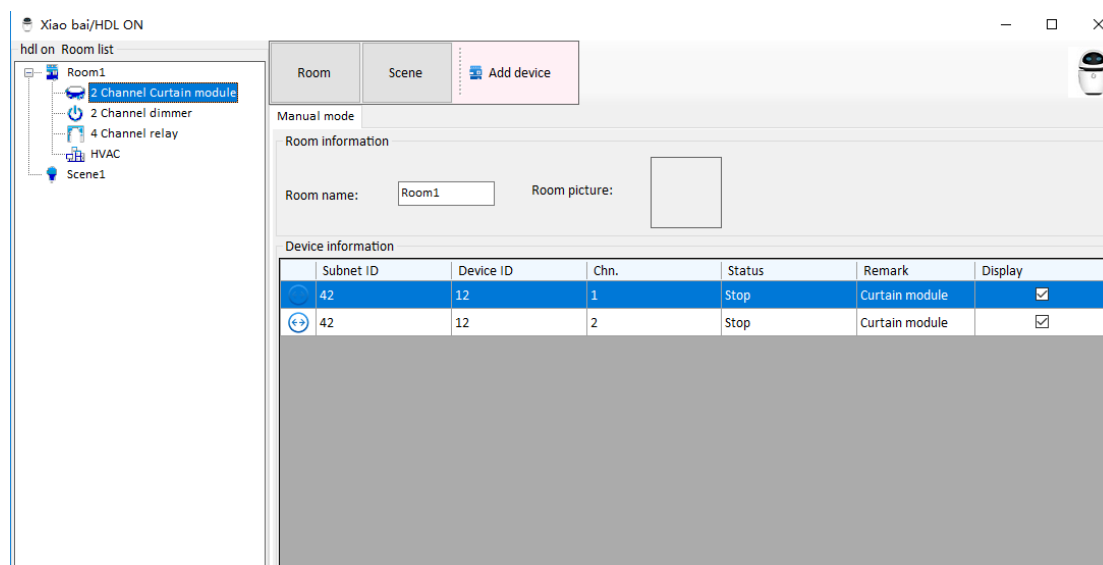 Xiao bai/HDL ON
hdl on Room list
Room1
2 Channel Curtain module
2 Channel dimmer
4 Channel relay
HVAC
Scene1
Room Scene Add device
Manual mode
Room information
Room name: Room1 Room picture:
Device information
Subnet ID Device ID Chn. Status Remark Display
42 12 1 Stop Curtain module
42 12 2 Stop Curtain module